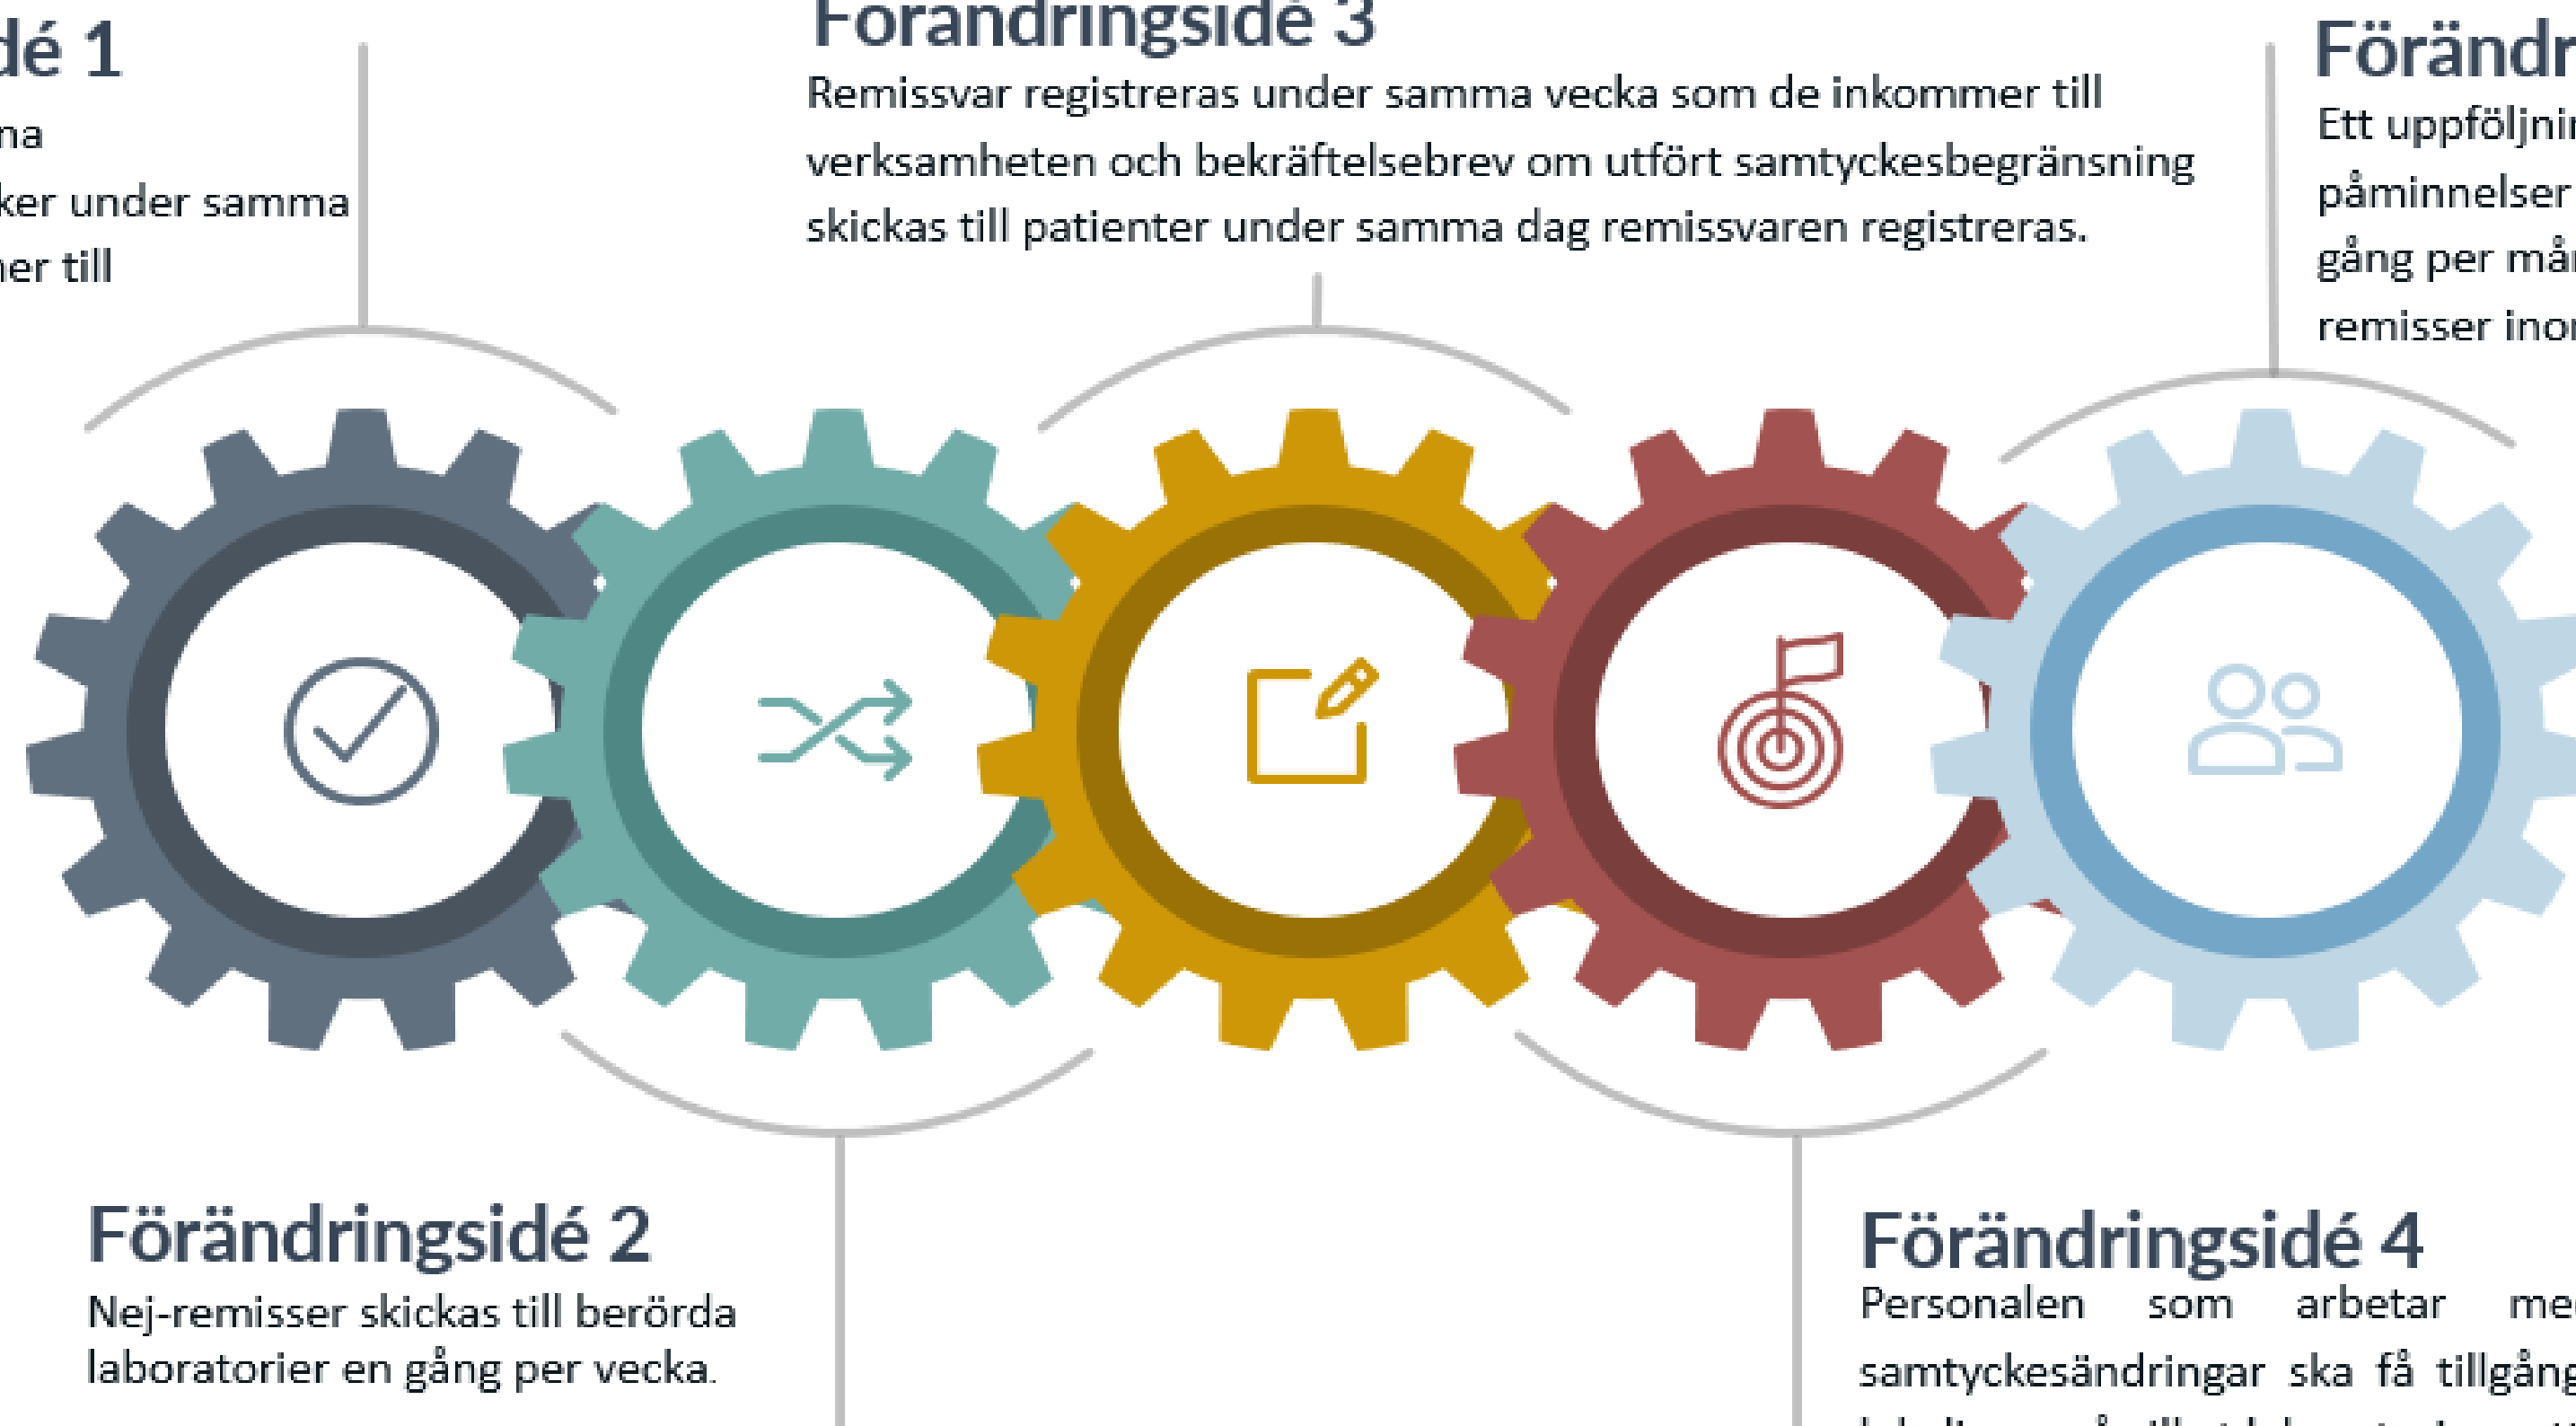 dé 1
na
ker under samma
er till
Förändringsidé 3
Remissvar registreras under samma vecka som de inkommer till
verksamheten och bekräftelsebrev om utfört samtyckesbegränsning
skickas till patienter under samma dag remissvaren registreras.
Förändr
Ett uppföljnin
påminnelser
gång per mån
remisser inom
Förändringsidé 2
Nej-remisser skickas till berörda
laboratorier en gång per vecka.
Förändringsidé 4
Personalen som arbetar med
samtyckesändringar ska få tillgång